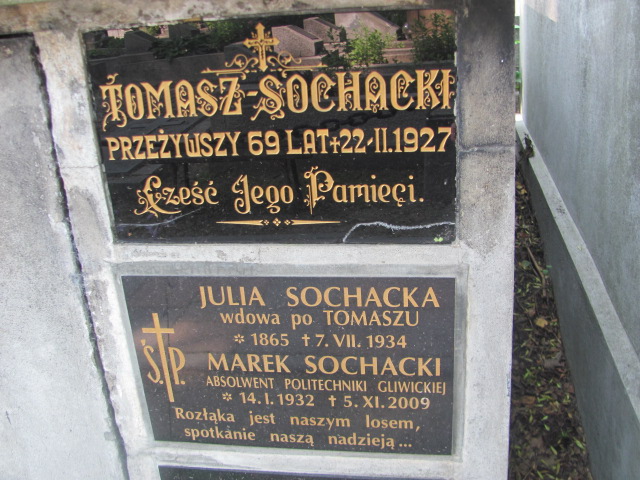 TOMASZ SOCHACKI
PRZEŻYWSZY 69 LAT + 22-II.1927
Cześć Jego Pamięci.
JULIA SOCHACKA
wdowa po TOMASZU
* 1865 † 7. VII. 1934
Ś.P.
MAREK SOCHACKI
ABSOLWENT POLITECHNIKI GLIWICKIEJ
* 14. I. 1932 † 5. XI. 2009
Rozłąka jest naszym losem,
spotkanie naszą nadzieją...